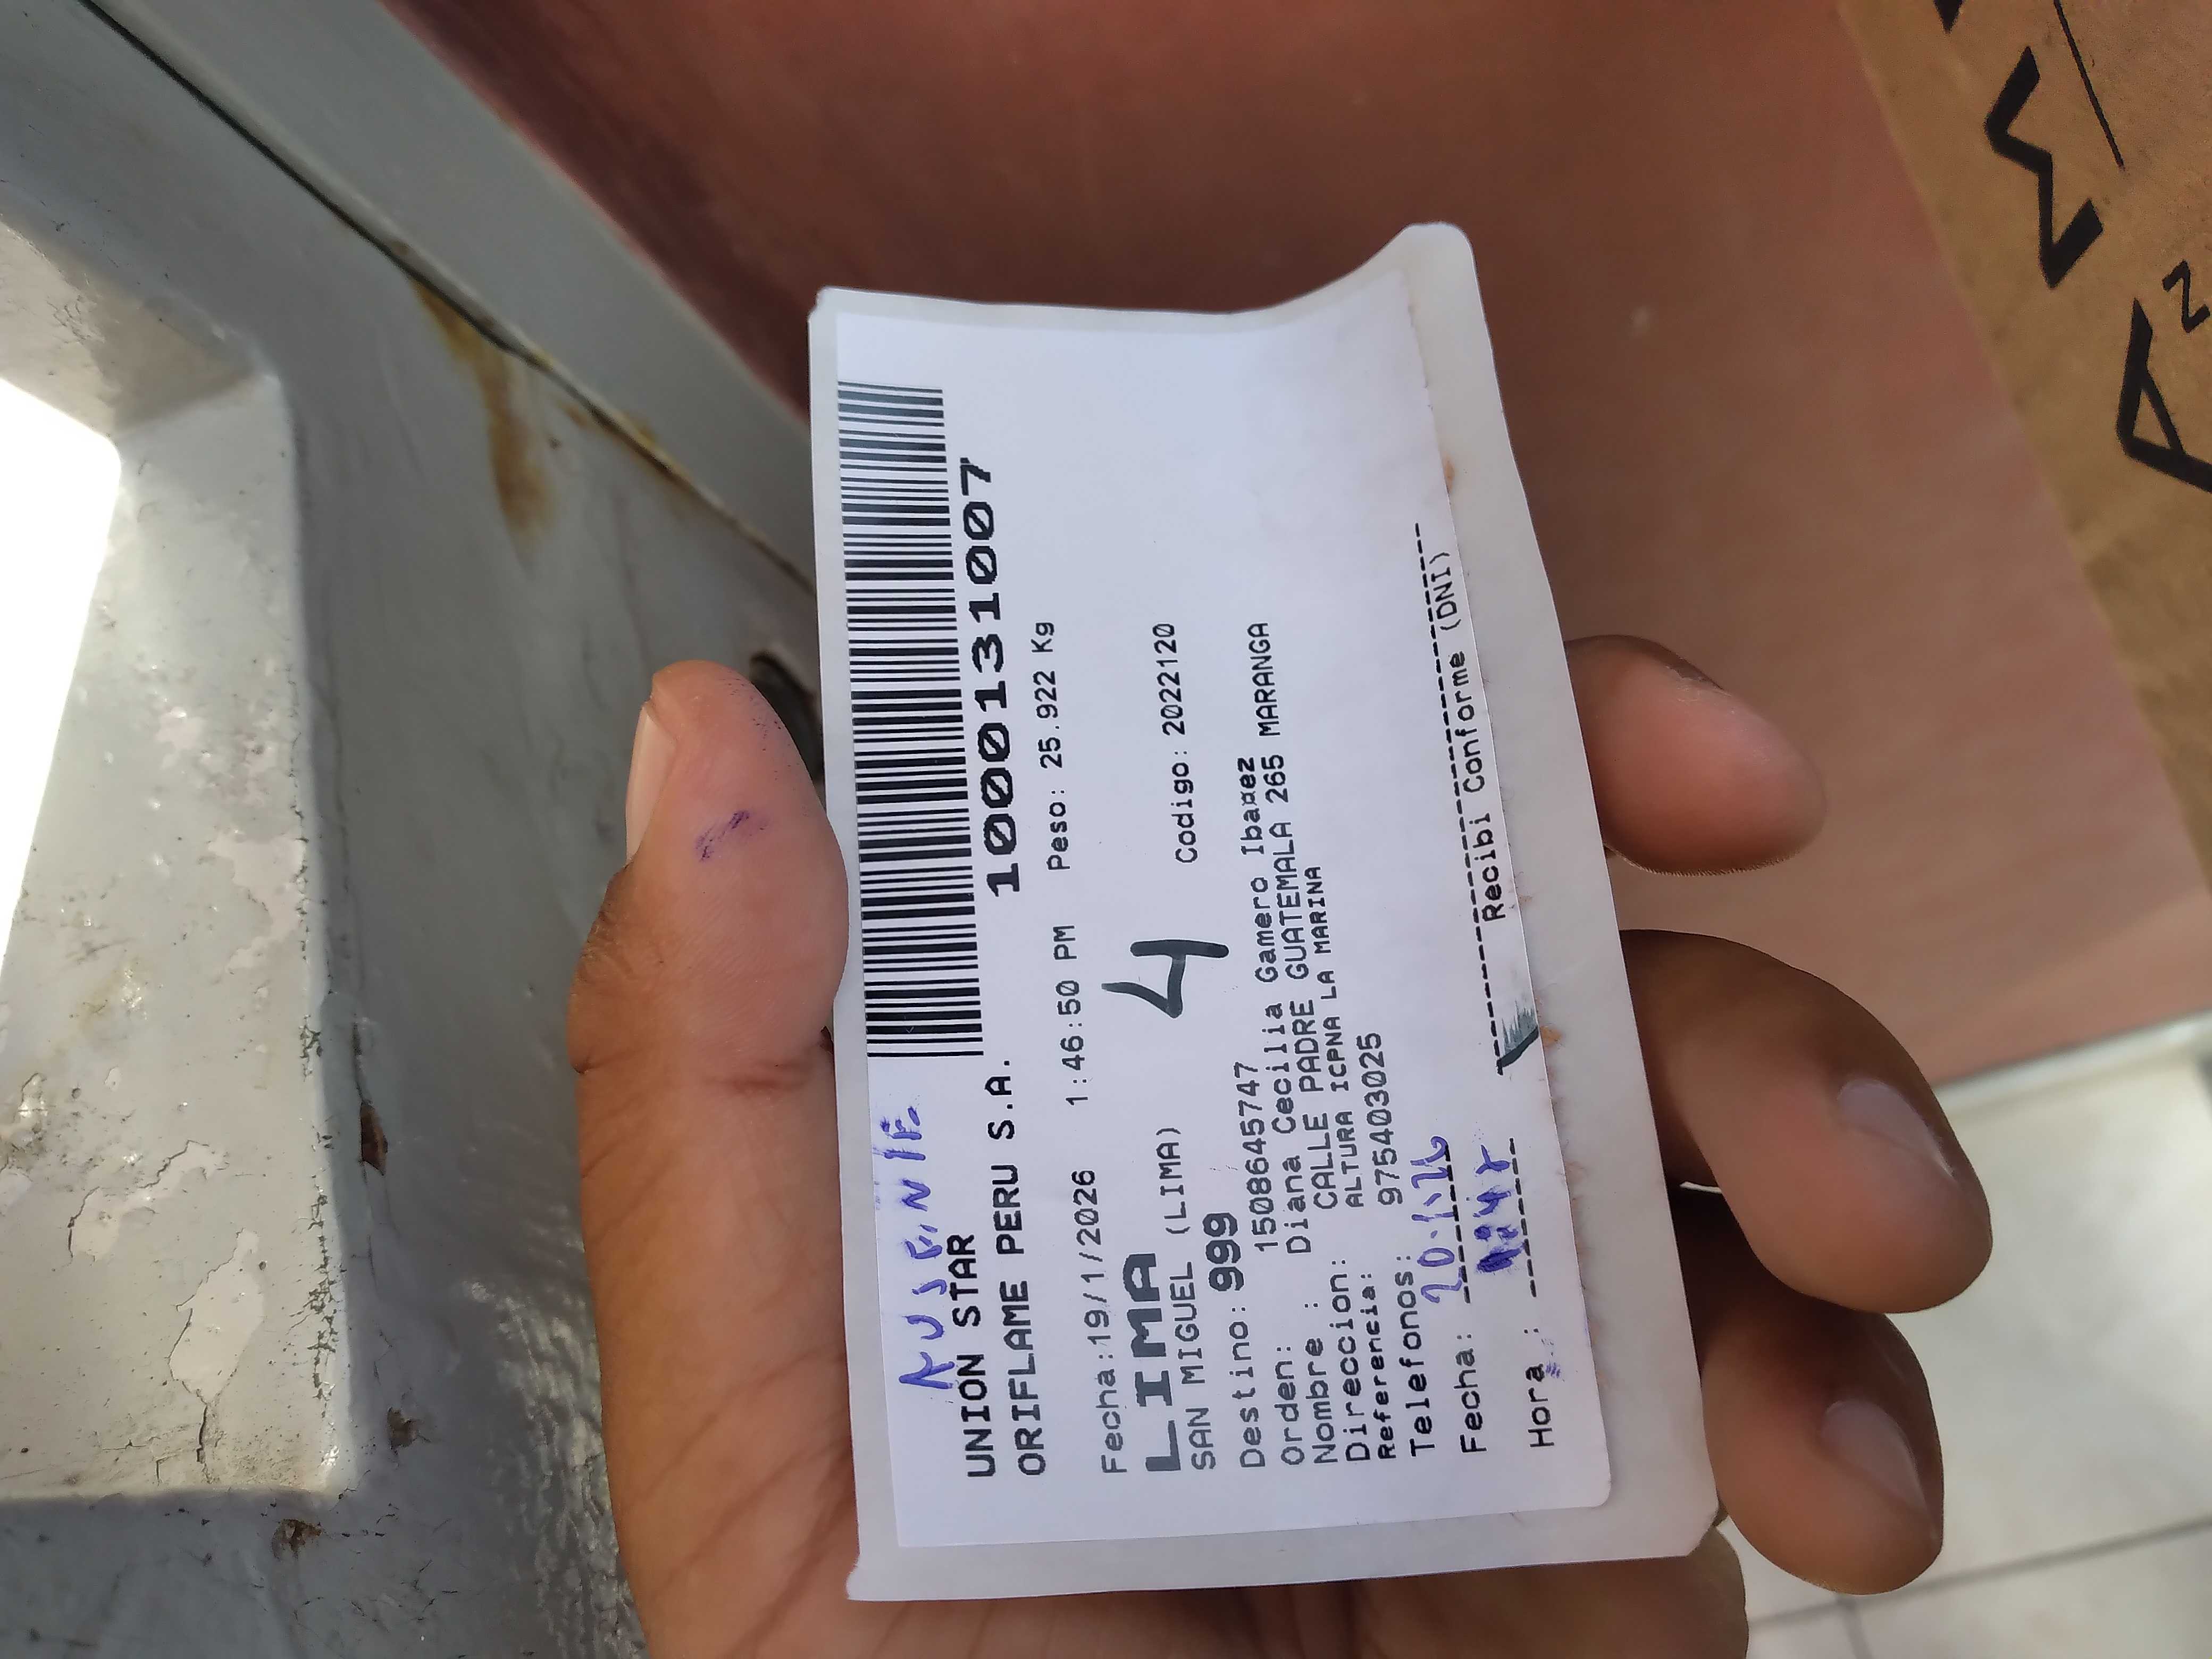 AUSENTE
UNION STAR
ORIFLAME PERU S.A. 1000131007
Fecha:19/1/2026 1:46:50 PM Peso: 25.922 Kg
LIMA
SAN MIGUEL (LIMA) 4 Codigo: 2022120
Destino: 999
Orden: 1508645747
Nombre : Diana Cecilia Gamero Iba¤ez
Direccion: CALLE PADRE GUATEMALA 265 MARANGA
Referencia: ALTURA ICPNA LA MARINA
Telefonos: 975403025
Fecha: 20.1.26
Hora : Recibi Conforme (DNI)